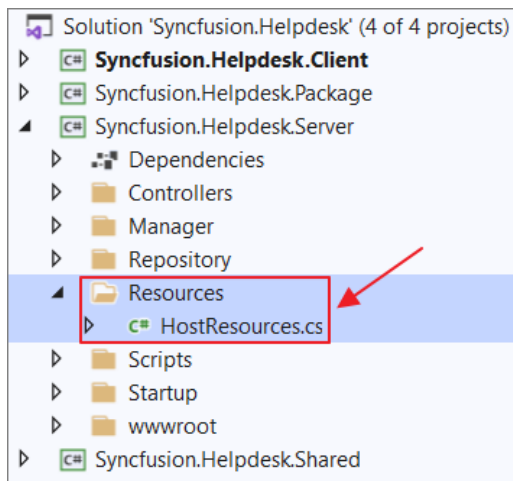 Solution 'Syncfusion.Helpdesk' (4 of 4 projects)
C# Syncfusion.Helpdesk.Client
C# Syncfusion.Helpdesk.Package
C# Syncfusion.Helpdesk.Server
Dependencies
Controllers
Manager
Repository
Resources
C# HostResources.cs
Scripts
Startup
wwwroot
C# Syncfusion.Helpdesk.Shared